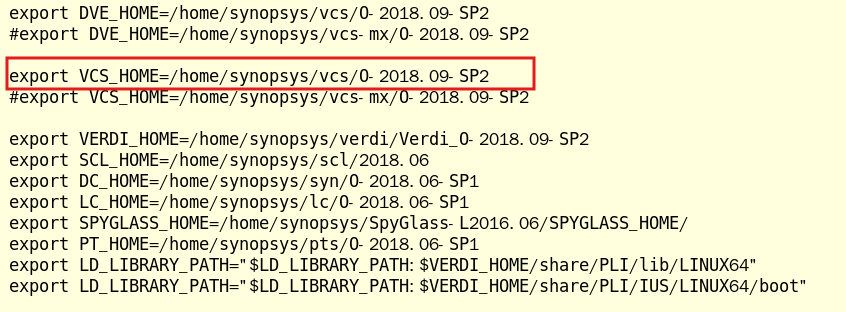 export DVE_HOME=/home/synopsys/vcs/O-2018.09-SP2
#export DVE_HOME=/home/synopsys/vcs-mx/O-2018.09-SP2
export VCS_HOME=/home/synopsys/vcs/O-2018.09-SP2
#export VCS_HOME=/home/synopsys/vcs-mx/O-2018.09-SP2
export VERDI_HOME=/home/synopsys/verdi/Verdi_O-2018.09-SP2
export SCL_HOME=/home/synopsys/scl/2018.06
export DC_HOME=/home/synopsys/syn/O-2018.06-SP1
export LC_HOME=/home/synopsys/lc/O-2018.06-SP1
export SPYGLASS_HOME=/home/synopsys/SpyGlass-L2016.06/SPYGLASS_HOME/
export PT_HOME=/home/synopsys/pts/O-2018.06-SP1
export LD_LIBRARY_PATH="$LD_LIBRARY_PATH:$VERDI_HOME/share/PLI/lib/LINUX64"
export LD_LIBRARY_PATH="$LD_LIBRARY_PATH:$VERDI_HOME/share/PLI/IUS/LINUX64/boot"